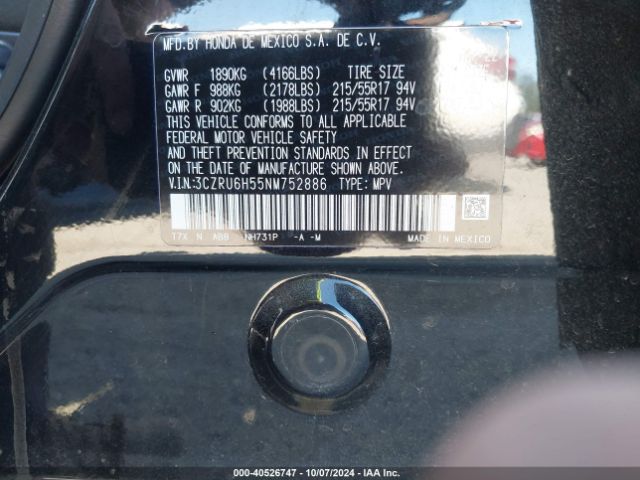 MFD.BY HONDA DE MEXICO S.A. DE C.V.
GVWR 1890KG (4166LBS) TIRE SIZE
GAWR F 988KG (2178LBS) 215/55R17 94V
GAWR R 902KG (1988LBS) 215/55R17 94V
THIS VEHICLE CONFORMS TO ALL APPLICABLE
FEDERAL MOTOR VEHICLE SAFETY
AND THEFT PREVENTION STANDARDS IN EFFECT
ON THE DATE OF MANUFACTURE SHOWN ABOVE.
V.I.N:3CZRU6H55NM752886 TYPE: MPV
T7X N ABB NH731P -A -M MADE IN MEXICO
000-40526747 - 10/07/2024 - IAA Inc.